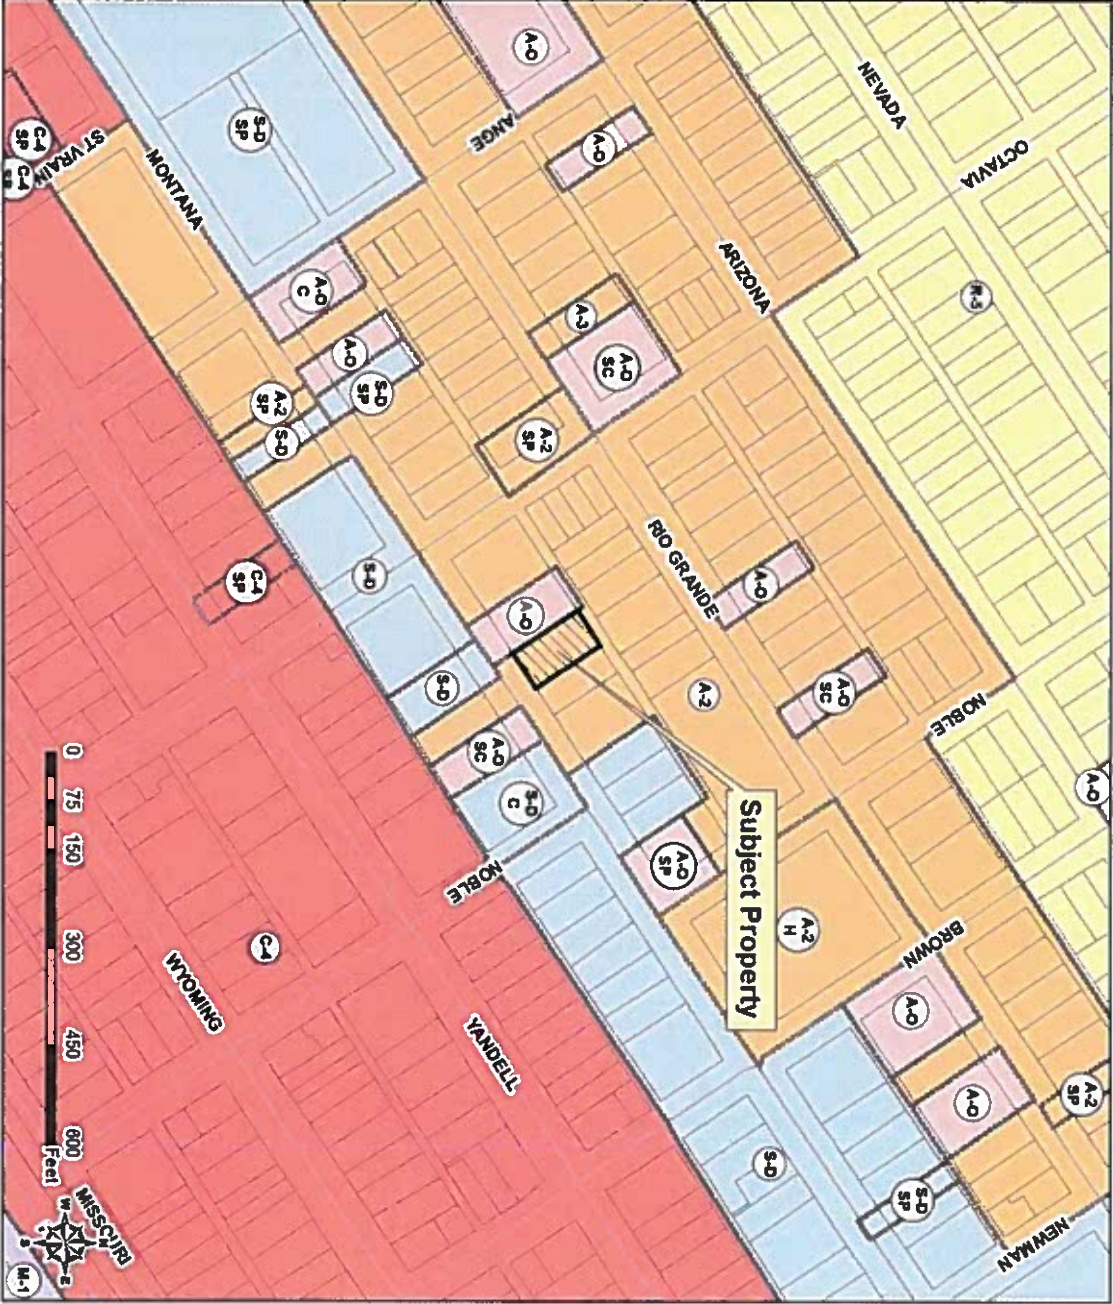 NEVADA
OCTAVIA
A-O
ANGE
A-O
S-D
SP
C-4
SP
C-4
ST VRAIN
MONTANA
ARIZONA
R-5
A-O
C
A-3
A-O
SC
A-O
S-D
SP
A-2
SP
S-D
A-2
SP
RIO GRANDE
A-O
C-4
SP
S-D
A-O
A-2
A-O
SC
NOBLE
A-O
S-D
A-O
SC
S-D
C
Subject Property
A-O
SP
NOBLE
A-2
H
BROWN
C-4
WYOMING
YANDELL
A-O
A-O
A-2
SP
S-D
S-D
SP
NEWMAN
0 75 150 300 450 600
Feet
MISSOURI
N
W
E
S
M-1